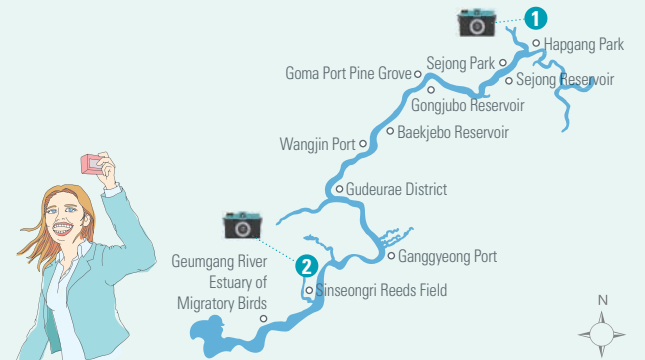 1
Hapgang Park
Sejong Park
Goma Port Pine Grove
Sejong Reservoir
Gongjubo Reservoir
Baekjebo Reservoir
Wangjin Port
Gudeurae District
Ganggyeong Port
2
Geumgang River
Estuary of
Migratory Birds
Sinseongri Reeds Field
N